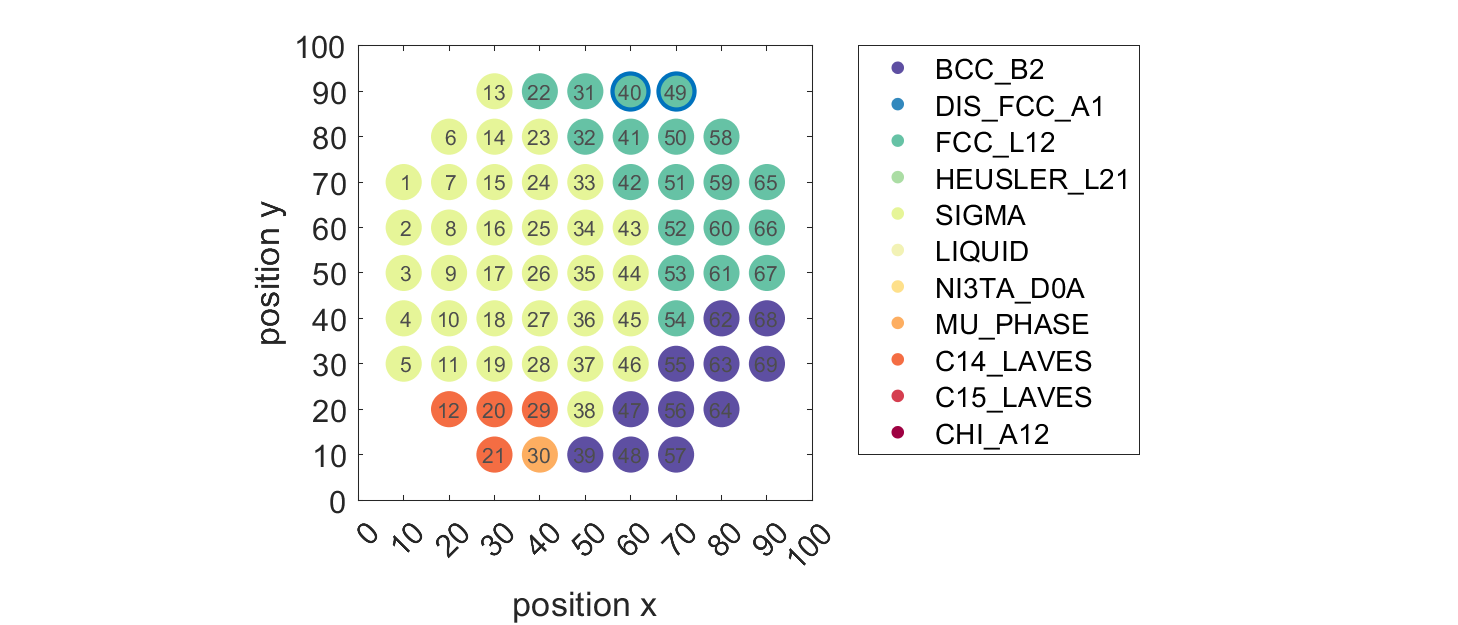 100
90
80
70
60
50
40
30
20
10
0
13 22 31 40 49
6 14 23 32 41 50 58
1 7 15 24 33 42 51 59 65
2 8 16 25 34 43 52 60 66
3 9 17 26 35 44 53 61 67
4 10 18 27 36 45 54 62 68
5 11 19 28 37 46 55 63 69
12 20 29 38 47 56 64
21 30 39 48 57
0 10 20 30 40 50 60 70 80 90 100
position x
position y
BCC_B2
DIS_FCC_A1
FCC_L12
HEUSLER_L21
SIGMA
LIQUID
NI3TA_D0A
MU_PHASE
C14_LAVES
C15_LAVES
CHI_A12